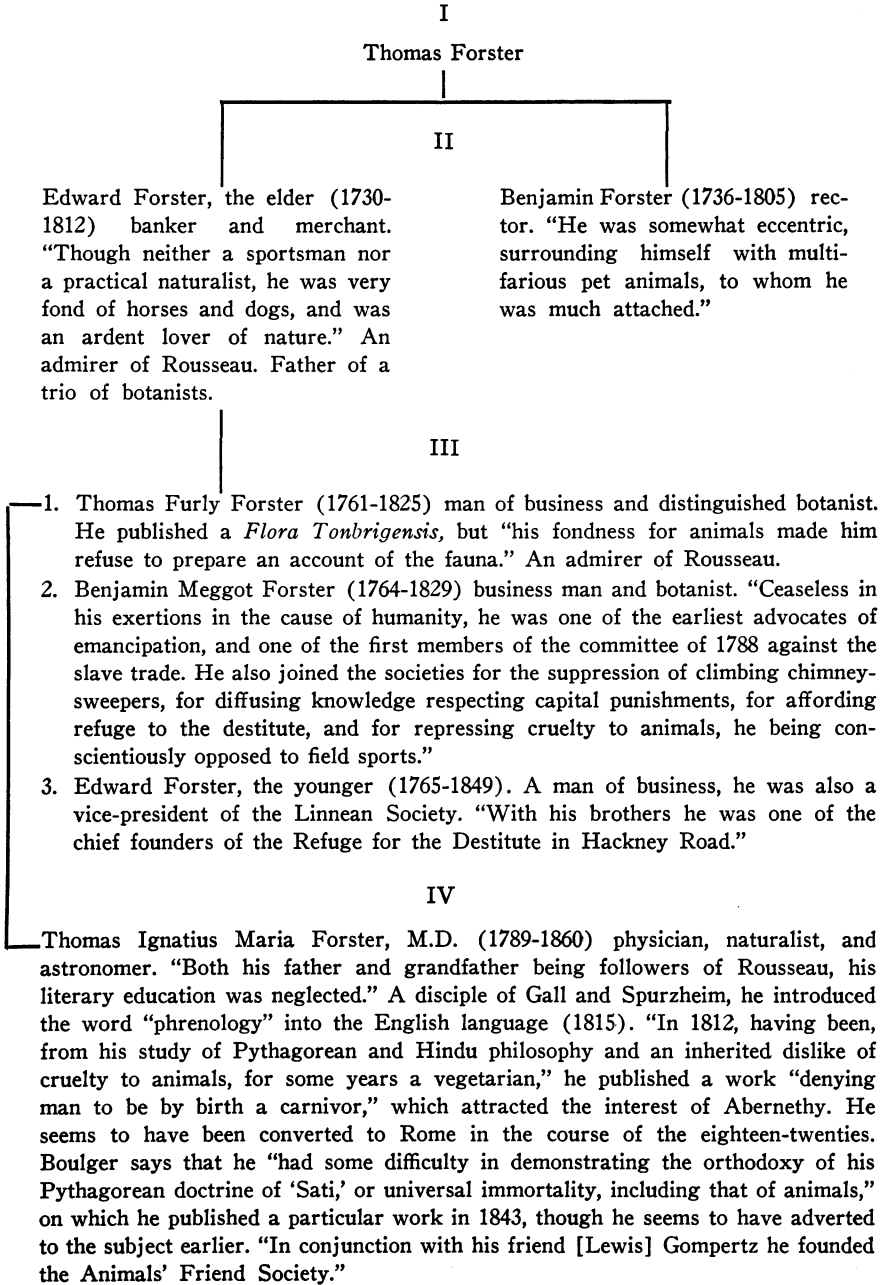 I
Thomas Forster
II
Edward Forster, the elder (1730-
1812) banker and merchant.
“Though neither a sportsman nor
a practical naturalist, he was very
fond of horses and dogs, and was
an ardent lover of nature.” An
admirer of Rousseau. Father of a
trio of botanists.
Benjamin Forster (1736-1805) rec-
tor. “He was somewhat eccentric,
surrounding himself with multi-
farious pet animals, to whom he
was much attached.”
III
1. Thomas Furly Forster (1761-1825) man of business and distinguished botanist.
He published a Flora Tonbrigensis, but “his fondness for animals made him
refuse to prepare an account of the fauna.” An admirer of Rousseau.
2. Benjamin Meggot Forster (1764-1829) business man and botanist. “Ceaseless in
his exertions in the cause of humanity, he was one of the earliest advocates of
emancipation, and one of the first members of the committee of 1788 against the
slave trade. He also joined the societies for the suppression of climbing chimney-
sweepers, for diffusing knowledge respecting capital punishments, for affording
refuge to the destitute, and for repressing cruelty to animals, he being con-
scientiously opposed to field sports.”
3. Edward Forster, the younger (1765-1849). A man of business, he was also a
vice-president of the Linnean Society. “With his brothers he was one of the
chief founders of the Refuge for the Destitute in Hackney Road.”
IV
Thomas Ignatius Maria Forster, M.D. (1789-1860) physician, naturalist, and
astronomer. “Both his father and grandfather being followers of Rousseau, his
literary education was neglected.” A disciple of Gall and Spurzheim, he introduced
the word “phrenology” into the English language (1815). “In 1812, having been,
from his study of Pythagorean and Hindu philosophy and an inherited dislike of
cruelty to animals, for some years a vegetarian,” he published a work “denying
man to be by birth a carnivor,” which attracted the interest of Abernethy. He
seems to have been converted to Rome in the course of the eighteen-twenties.
Boulger says that he “had some difficulty in demonstrating the orthodoxy of his
Pythagorean doctrine of ‘Sati,’ or universal immortality, including that of animals,”
on which he published a particular work in 1843, though he seems to have adverted
to the subject earlier. “In conjunction with his friend [Lewis] Gompertz he founded
the Animals’ Friend Society.”